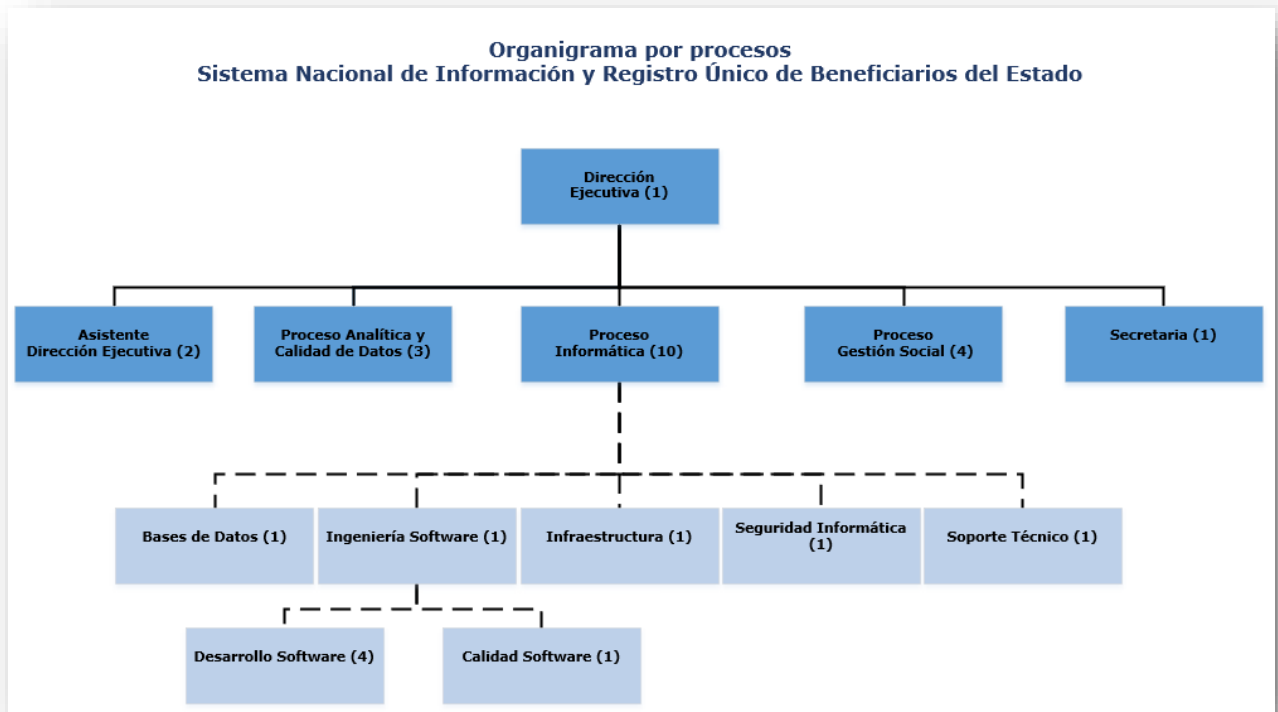 Organigrama por procesos
Sistema Nacional de Información y Registro Único de Beneficiarios del Estado
Dirección
Ejecutiva (1)
Asistente
Dirección Ejecutiva (2)
Proceso Analítica y
Calidad de Datos (3)
Proceso
Informática (10)
Proceso
Gestión Social (4)
Secretaria (1)
Bases de Datos (1)
Ingeniería Software (1)
Infraestructura (1)
Seguridad Informática
(1)
Soporte Técnico (1)
Desarrollo Software (4)
Calidad Software (1)